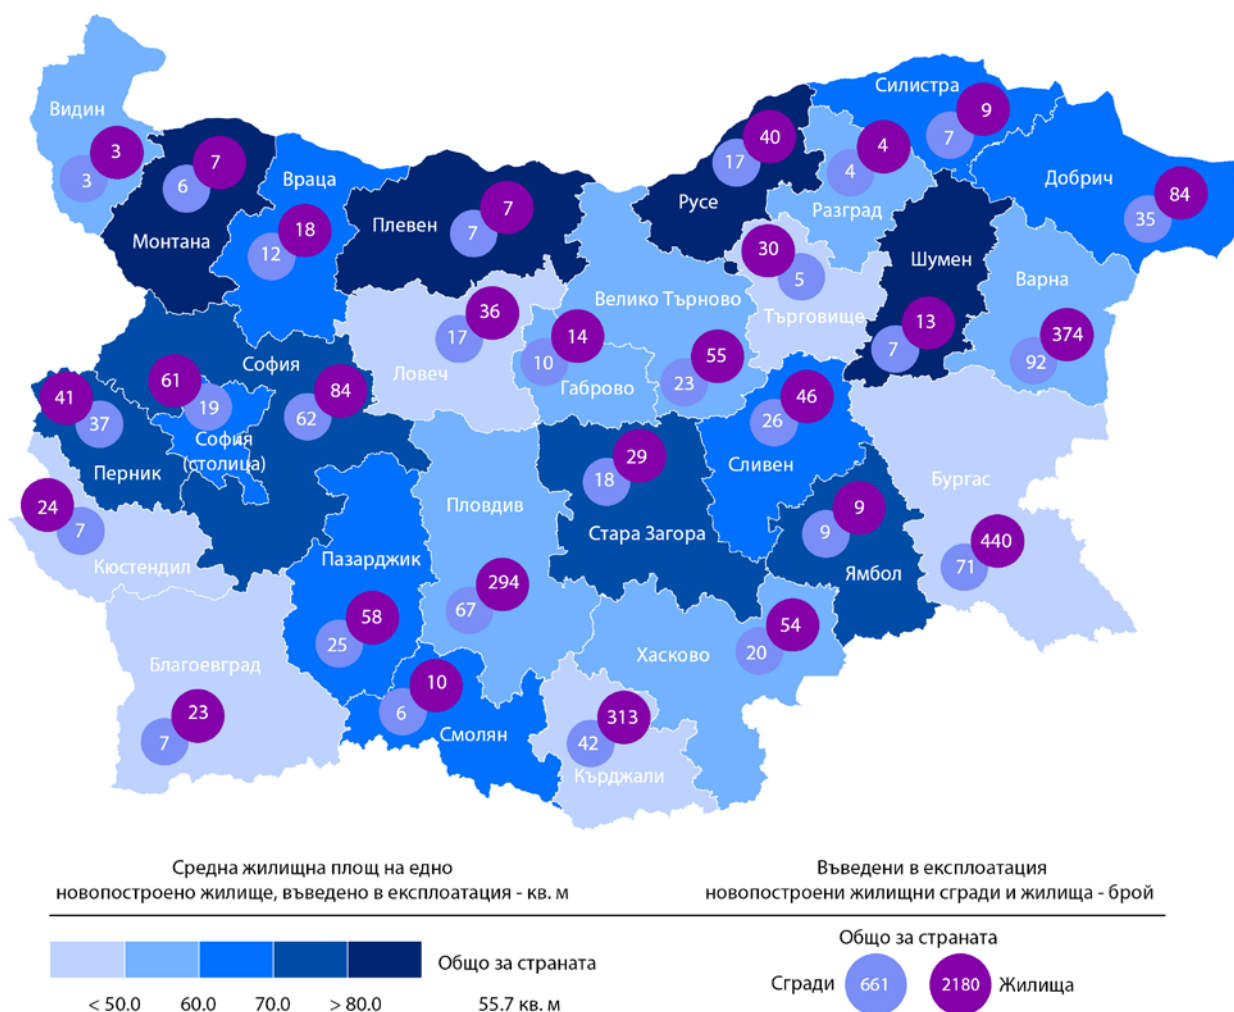 Видин
3
3
Монтана
7
6
Враца
18
12
Плевен
7
7
Русе
40
17
Силистра
9
7
Разград
4
4
Добрич
84
35
Шумен
13
7
Варна
374
92
Търговище
30
5
Велико Търново
55
23
Габрово
14
10
Ловеч
36
17
София
84
62
София
(столица)
61
19
Перник
41
37
Кюстендил
24
7
Благоевград
23
7
Пазарджик
58
25
Пловдив
294
67
Смолян
10
6
Стара Загора
29
18
Сливен
46
26
Ямбол
9
9
Бургас
440
71
Хасково
54
20
Кърджали
313
42
Средна жилищна площ на едно
новопостроено жилище, въведено в експлоатация - кв. м
Общо за страната
< 50.0 60.0 70.0 > 80.0 55.7 кв. м
Въведени в експлоатация
новопостроени жилищни сгради и жилища - брой
Общо за страната
Сгради 661 2180 Жилища